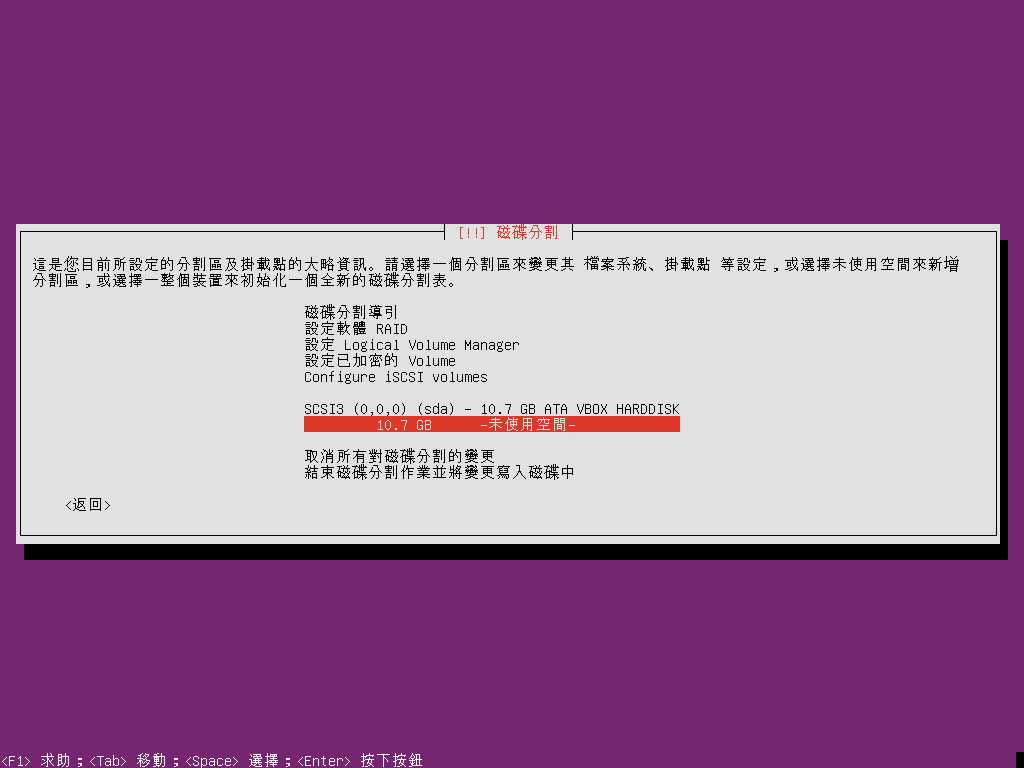 [!!] 磁碟分割
這是您目前所設定的分割區及掛載點的大略資訊。請選擇一個分割區來變更其 檔案系統、掛載點 等設定，或選擇未使用空間來新增
分割區，或選擇一整個裝置來初始化一個全新的磁碟分割表。
磁碟分割導引
設定軟體 RAID
設定 Logical Volume Manager
設定已加密的 Volume
Configure iSCSI volumes
SCSI3 (0,0,0) (sda) - 10.7 GB ATA VBOX HARDDISK
10.7 GB -未使用空間-
取消所有對磁碟分割的變更
結束磁碟分割作業並將變更寫入磁碟中
<返回>
<F1> 求助；<Tab> 移動；<Space> 選擇；<Enter> 按下按鈕